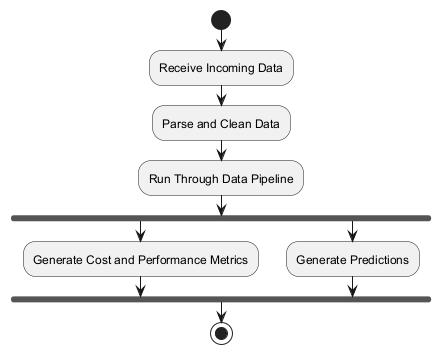 Receive Incoming Data
Parse and Clean Data
Run Through Data Pipeline
Generate Cost and Performance Metrics
Generate Predictions